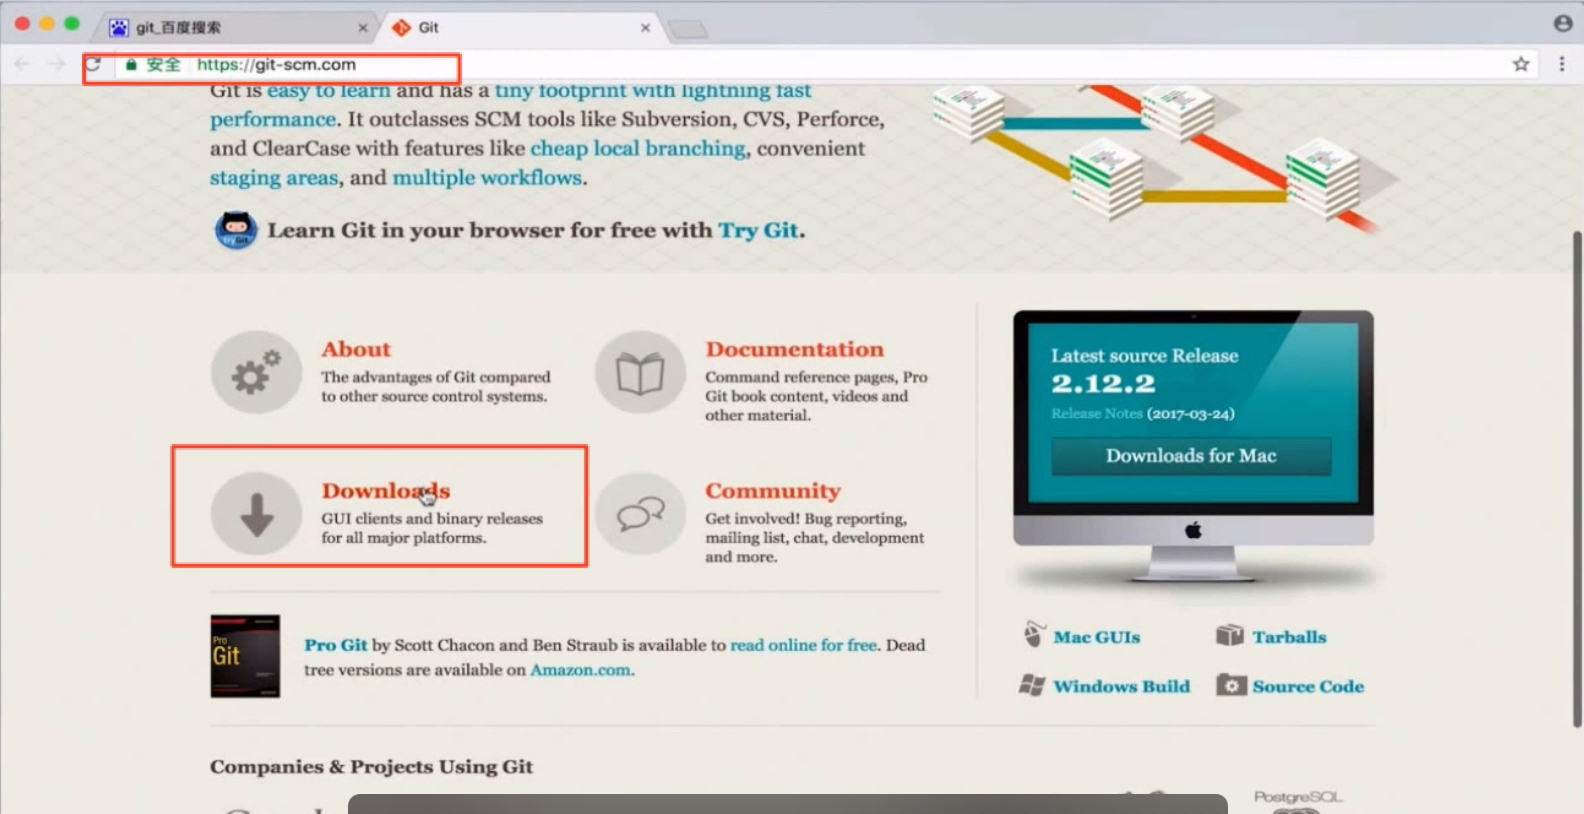 git_百度搜索
Git
安全 https://git-scm.com
Git is easy to learn and has a tiny footprint with lightning fast
performance. It outclasses SCM tools like Subversion, CVS, Perforce,
and ClearCase with features like cheap local branching, convenient
staging areas, and multiple workflows.
Learn Git in your browser for free with Try Git.
About
The advantages of Git compared
to other source control systems.
Documentation
Command reference pages, Pro
Git book content, videos and
other material.
Downloads
GUI clients and binary releases
for all major platforms.
Community
Get involved! Bug reporting,
mailing list, chat, development
and more.
Latest source Release
2.12.2
Release Notes (2017-03-24)
Downloads for Mac
Pro
Git
Pro Git by Scott Chacon and Ben Straub is available to read online for free. Dead
tree versions are available on Amazon.com.
Mac GUIs
Tarballs
Windows Build
Source Code
Companies & Projects Using Git
PostgreSQL